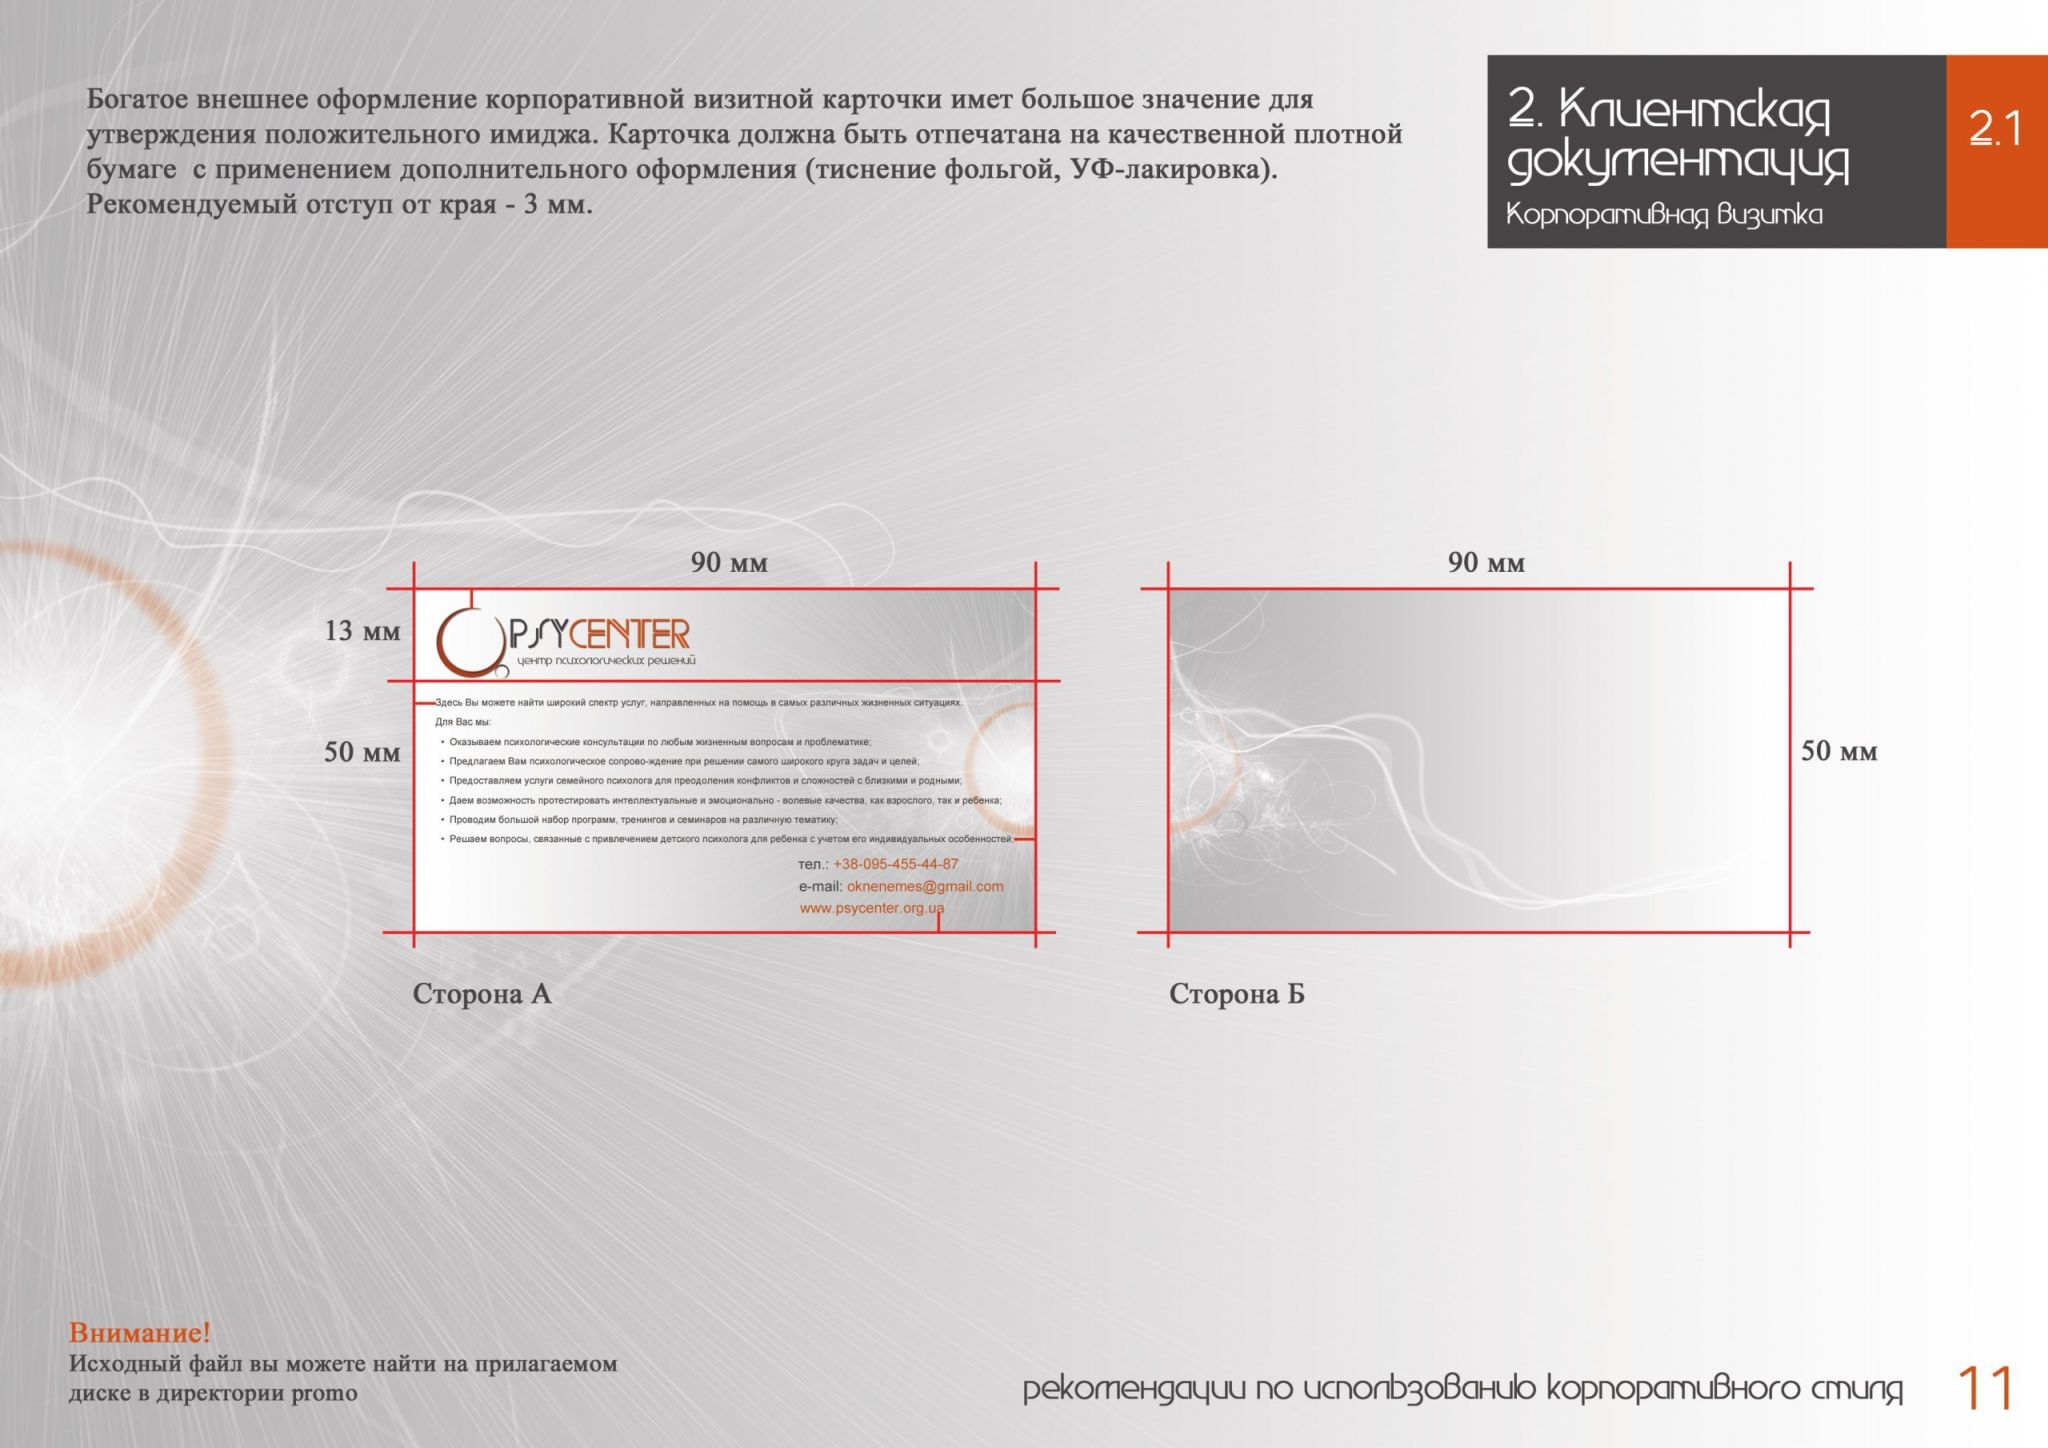 Богатое внешнее оформление корпоративной визитной карточки имет большое значение для
утверждения положительного имиджа. Карточка должна быть отпечатана на качественной плотной
бумаге с применением дополнительного оформления (тиснение фольгой, УФ-лакировка).
Рекомендуемый отступ от края - 3 мм.
2. Клиентская
документация
Корпоративная визитка
2.1
90 мм
13 мм
50 мм
PSYCENTER
центр психологических решений
Здесь Вы можете найти широкий спектр услуг, направленных на помощь в самых различных жизненных ситуациях.
Для Вас мы:
• Оказываем психологические консультации по любым жизненным вопросам и проблематике;
• Предлагаем Вам психологическое сопрово-ждение при решении самого широкого круга задач и целей;
• Предоставляем услуги семейного психолога для преодоления конфликтов и сложностей с близкими и родными;
• Даем возможность протестировать интеллектуальные и эмоционально - волевые качества, как взрослого, так и ребенка;
• Проводим большой набор программ, тренингов и семинаров на различную тематику;
• Решаем вопросы, связанные с привлечением детского психолога для ребенка с учетом его индивидуальных особенностей;
тел.: +38-095-455-44-87
e-mail: oknenemes@gmail.com
www.psycenter.org.ua
Сторона А
90 мм
50 мм
Сторона Б
Внимание!
Исходный файл вы можете найти на прилагаемом
диске в директории promo
рекомендации по использованию корпоративного стиля
11